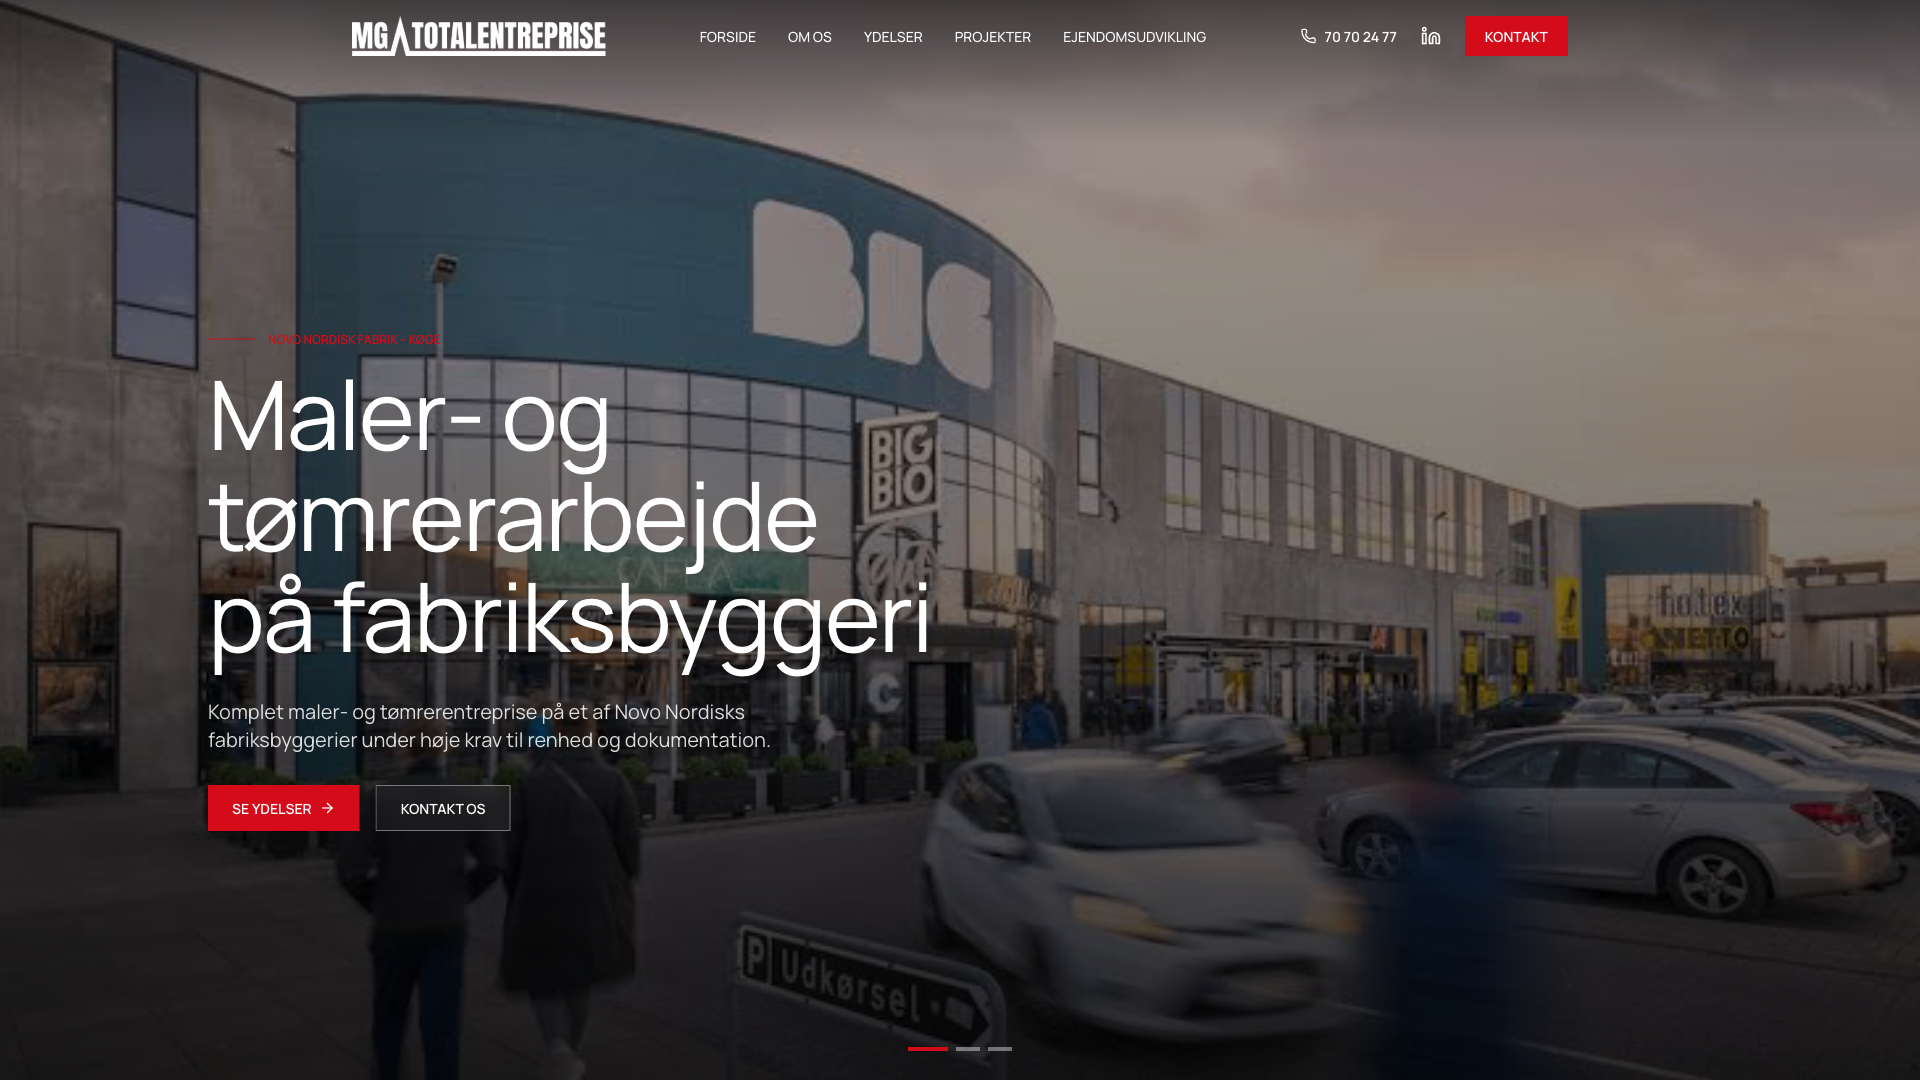 MG TOTALENTREPRISE
FORSIDE
OM OS
YDELSER
PROJEKTER
EJENDOMSUDVIKLING
70 70 24 77
in
KONTAKT
BIG
NOVO NORDISK FABRIK – KØGE
Maler- og
tømrerarbejde
på fabriksbyggeri
BIG
BIO
føtex
NETTO
C
Komplet maler- og tømrerentreprise på et af Novo Nordisks
fabriksbyggerier under høje krav til renhed og dokumentation.
SE YDELSER
KONTAKT OS
P Udkørsel